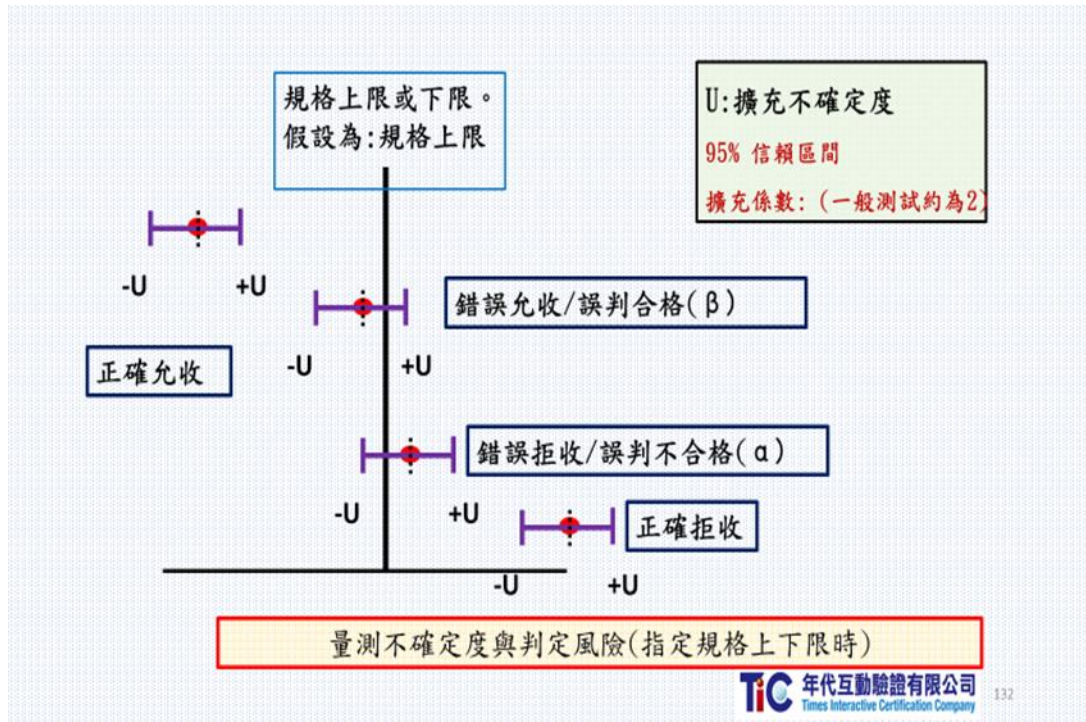 規格上限或下限。
假設為:規格上限
U:擴充不確定度
95% 信賴區間
擴充係數: (一般測試約為2)
-U
+U
錯誤允收/誤判合格(β)
正確允收
-U
+U
錯誤拒收/誤判不合格(α)
-U
+U
正確拒收
-U
+U
量測不確定度與判定風險(指定規格上下限時)
TiC 年代互動驗證有限公司
Times Interactive Certification Company
132